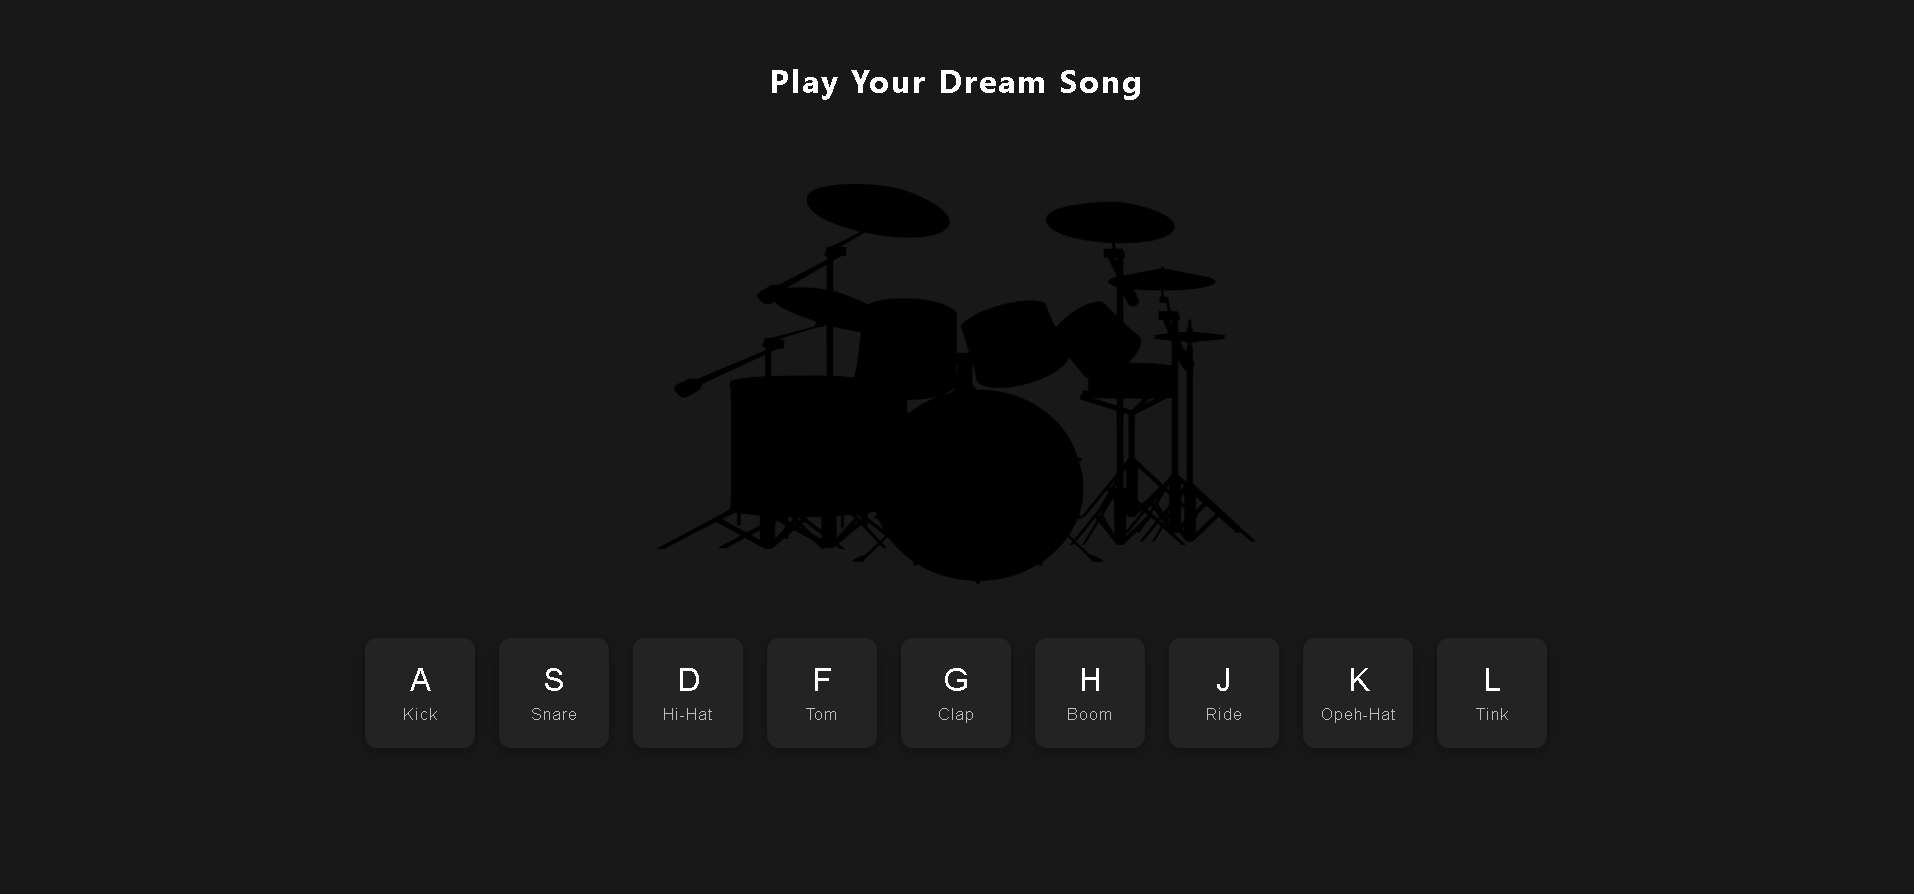 Play Your Dream Song
A S D F G H J K L
Kick Snare Hi-Hat Tom Clap Boom Ride Opeh-Hat Tink